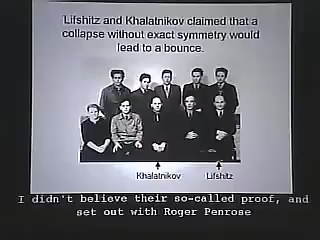 Lifshitz and Khalatnikov claimed that a
collapse without exact symmetry would
lead to a bounce.
Khalatnikov Lifshitz
I didn't believe their so-called proof, and
set out with Roger Penrose